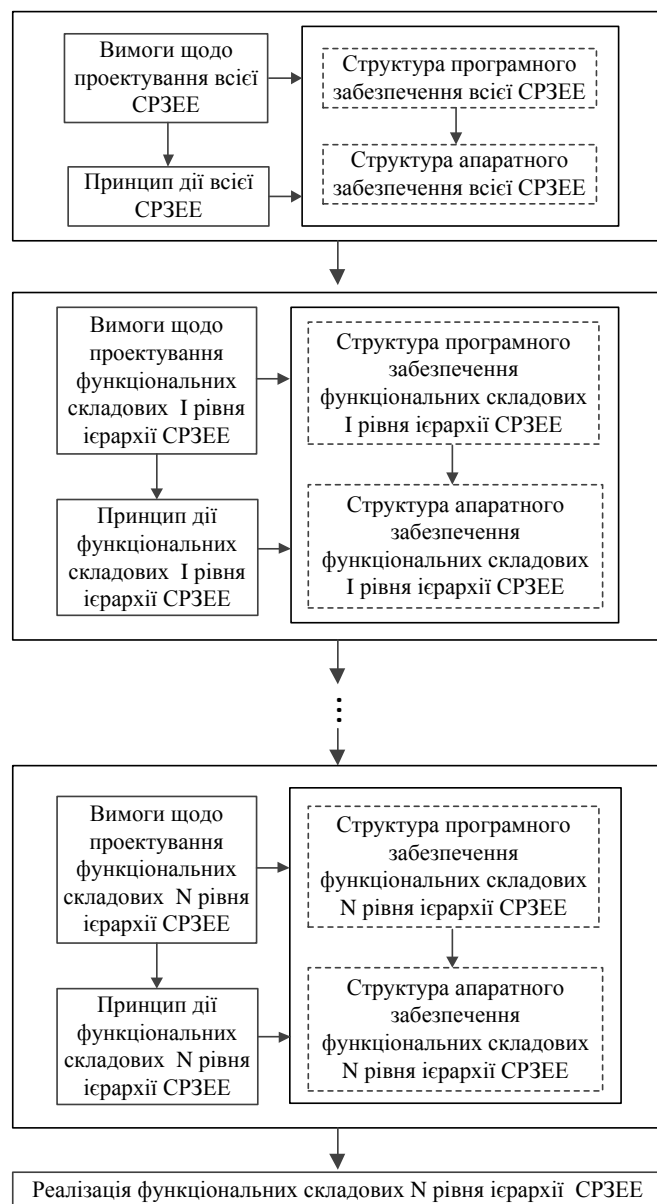 Вимоги щодо
проектування всієї
СРЗЕЕ
Структура програмного
забезпечення всієї СРЗЕЕ
Принцип дії всієї
СРЗЕЕ
Структура апаратного
забезпечення всієї СРЗЕЕ
Вимоги щодо
проектування
функціональних
складових I рівня
ієрархії СРЗЕЕ
Структура програмного
забезпечення
функціональних складових
I рівня ієрархії СРЗЕЕ
Принцип дії
функціональних
складових I рівня
ієрархії СРЗЕЕ
Структура апаратного
забезпечення
функціональних складових
I рівня ієрархії СРЗЕЕ
⋮
Вимоги щодо
проектування
функціональних
складових N рівня
ієрархії СРЗЕЕ
Структура програмного
забезпечення
функціональних складових
N рівня ієрархії СРЗЕЕ
Принцип дії
функціональних
складових N рівня
ієрархії СРЗЕЕ
Структура апаратного
забезпечення
функціональних складових
N рівня ієрархії СРЗЕЕ
Реалізація функціональних складових N рівня ієрархії СРЗЕЕ